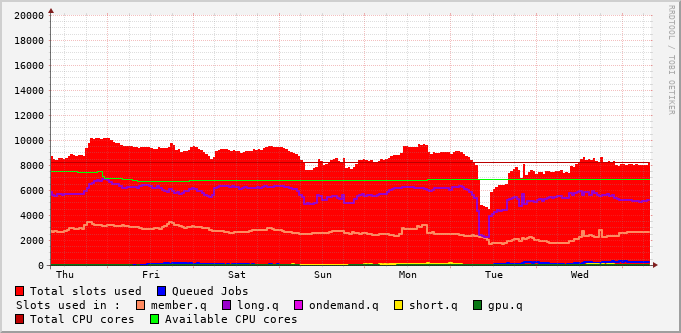 RRDTOOL / TOBI OETIKER
20000
18000
16000
14000
12000
10000
8000
6000
4000
2000
0
Thu Fri Sat Sun Mon Tue Wed
Total slots used Queued Jobs
Slots used in : member.q long.q ondemand.q short.q gpu.q
Total CPU cores Available CPU cores